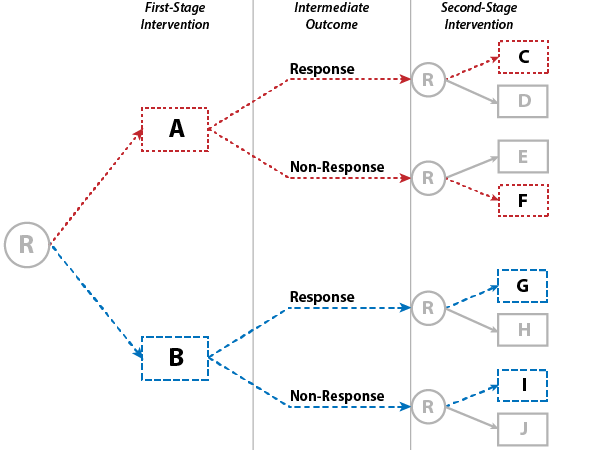 First-Stage
Intervention
Intermediate
Outcome
Second-Stage
Intervention
Response
R
C
D
A
Non-Response
R
E
F
R
Response
R
G
H
B
Non-Response
R
I
J